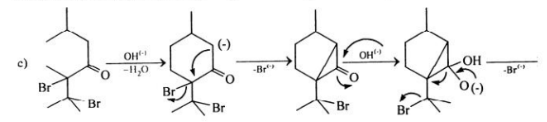 c)
Br
Br
O
OH(-)
-H₂O
(-)
Br
O
Br
-Br(-)
O
Br
OH(-)
OH
O(-)
Br
-Br(-)